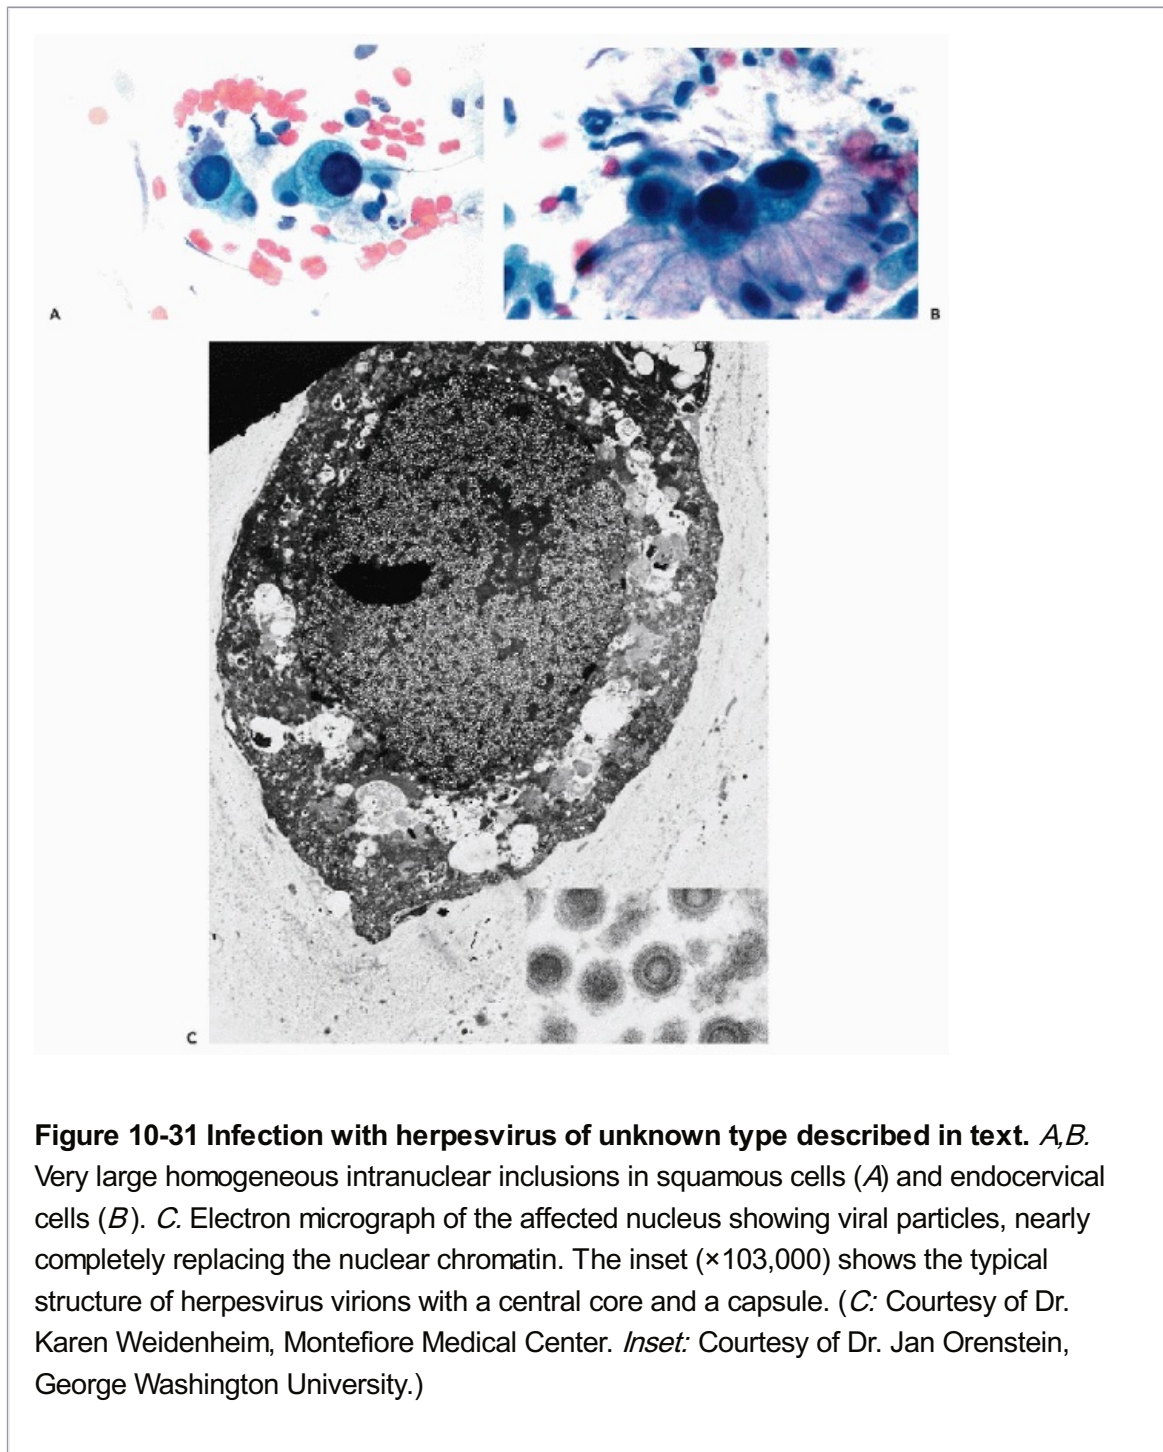 A
B
C
Figure 10-31 Infection with herpesvirus of unknown type described in text. A,B.
Very large homogeneous intranuclear inclusions in squamous cells (A) and endocervical
cells (B). C. Electron micrograph of the affected nucleus showing viral particles, nearly
completely replacing the nuclear chromatin. The inset (×103,000) shows the typical
structure of herpesvirus virions with a central core and a capsule. (C: Courtesy of Dr.
Karen Weidenheim, Montefiore Medical Center. Inset: Courtesy of Dr. Jan Orenstein,
George Washington University.)